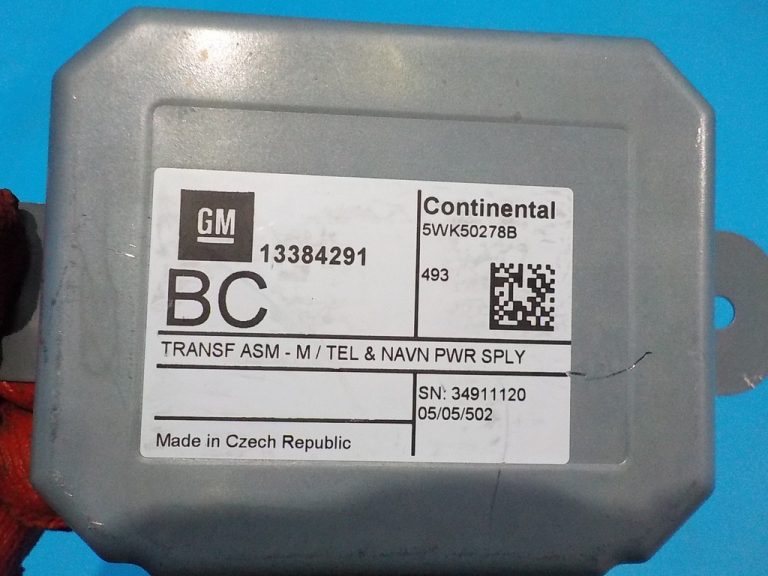 GM
13384291
BC
Continental
5WK50278B
493
TRANSF ASM - M / TEL & NAVN PWR SPLY
SN: 34911120
05/05/502
Made in Czech Republic